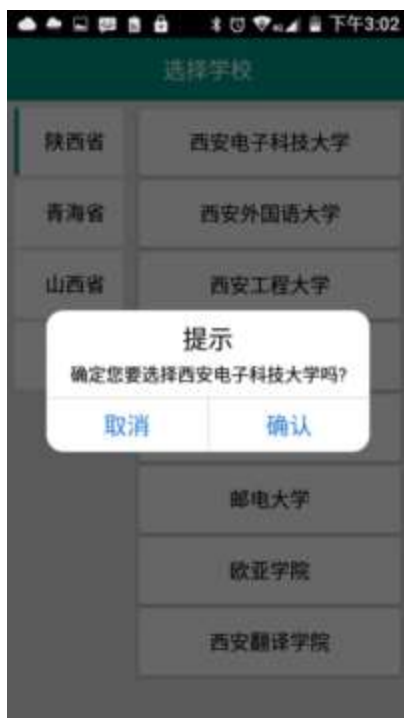 下午3:02
选择学校
陕西省
西安电子科技大学
青海省
西安外国语大学
山西省
西安工程大学
提示
确定您要选择西安电子科技大学吗?
取消
确认
邮电大学
欧亚学院
西安翻译学院